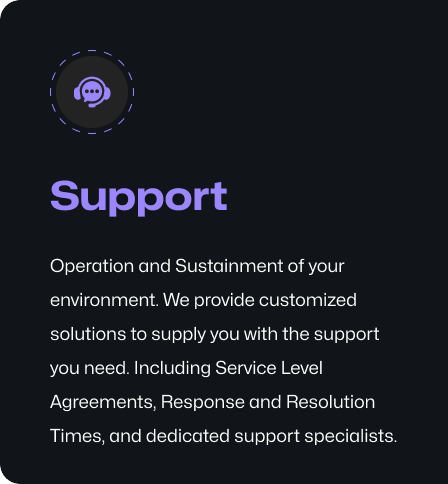 Support
Operation and Sustainment of your
environment. We provide customized
solutions to supply you with the support
you need. Including Service Level
Agreements, Response and Resolution
Times, and dedicated support specialists.